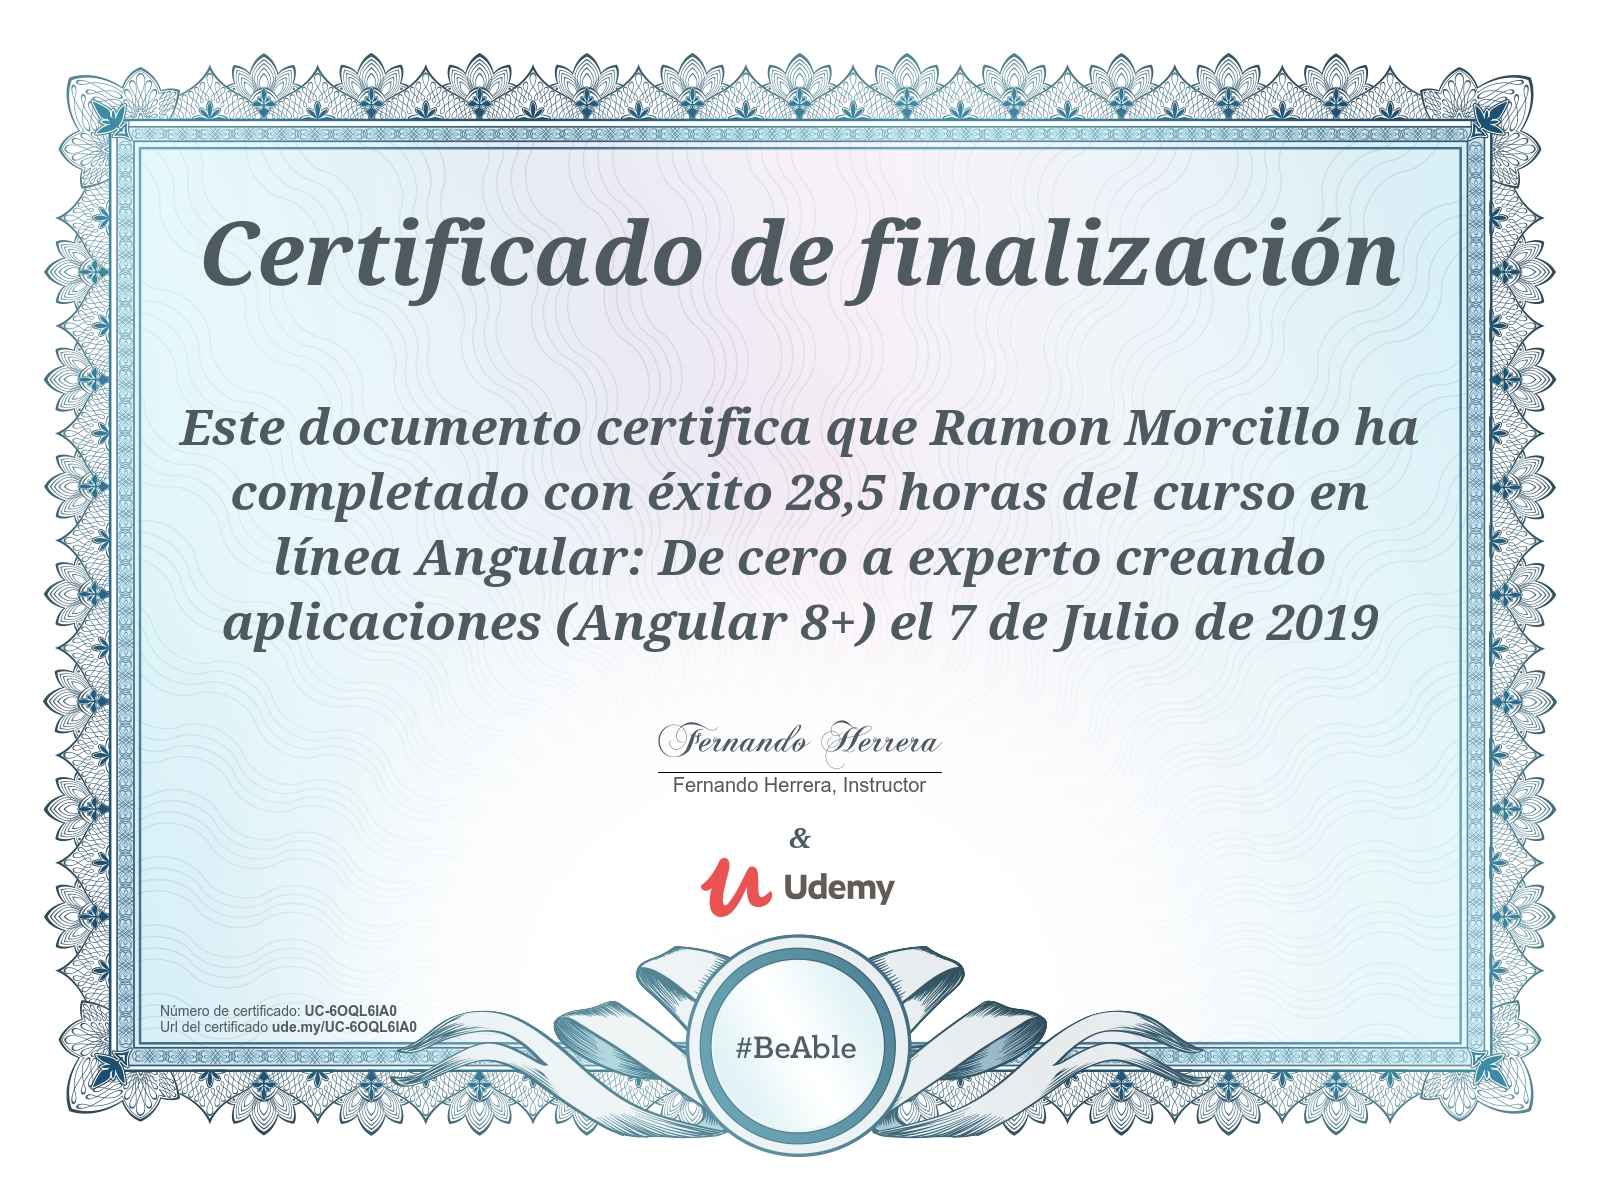 Certificado de finalización
Este documento certifica que Ramon Morcillo ha
completado con éxito 28,5 horas del curso en
línea Angular: De cero a experto creando
aplicaciones (Angular 8+) el 7 de Julio de 2019
Fernando Herrera
Fernando Herrera, Instructor
&
Udemy
Número de certificado: UC-6OQL6IA0
Url del certificado ude.my/UC-6OQL6IA0
#BeAble